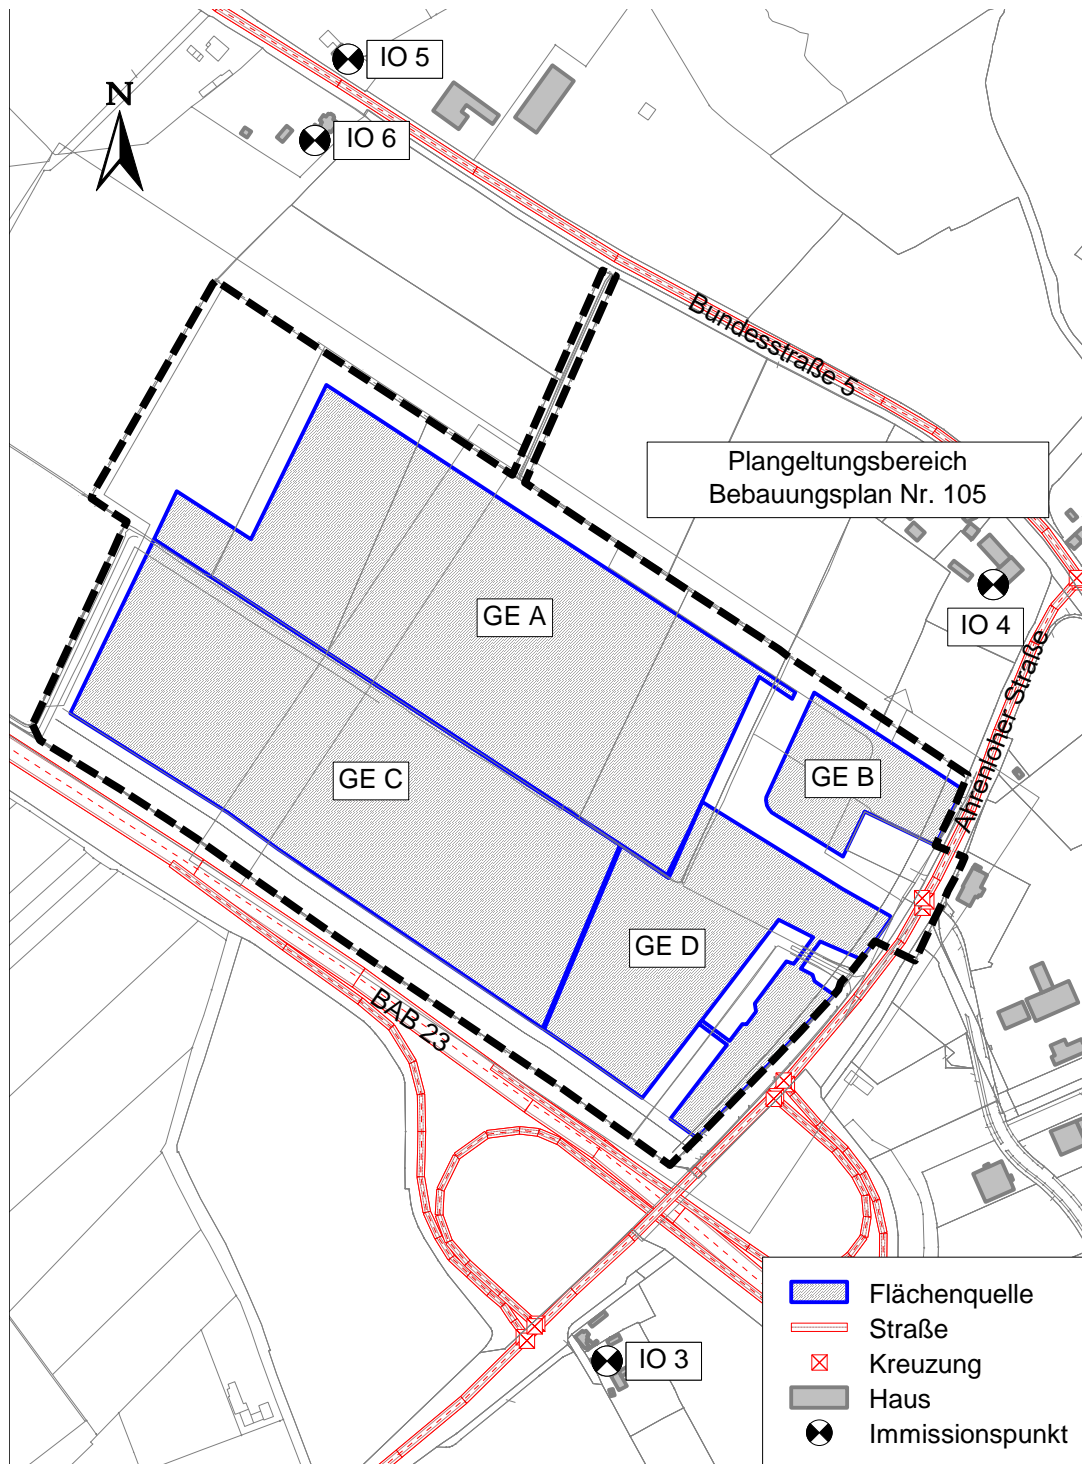 IO 5
N
IO 6
Bundesstraße 5
Plangeltungsbereich
Bebauungsplan Nr. 105
GE A
IO 4
Ahrenloher Straße
GE C
GE B
GE D
BAB 23
IO 3
Flächenquelle
Straße
Kreuzung
Haus
Immissionspunkt